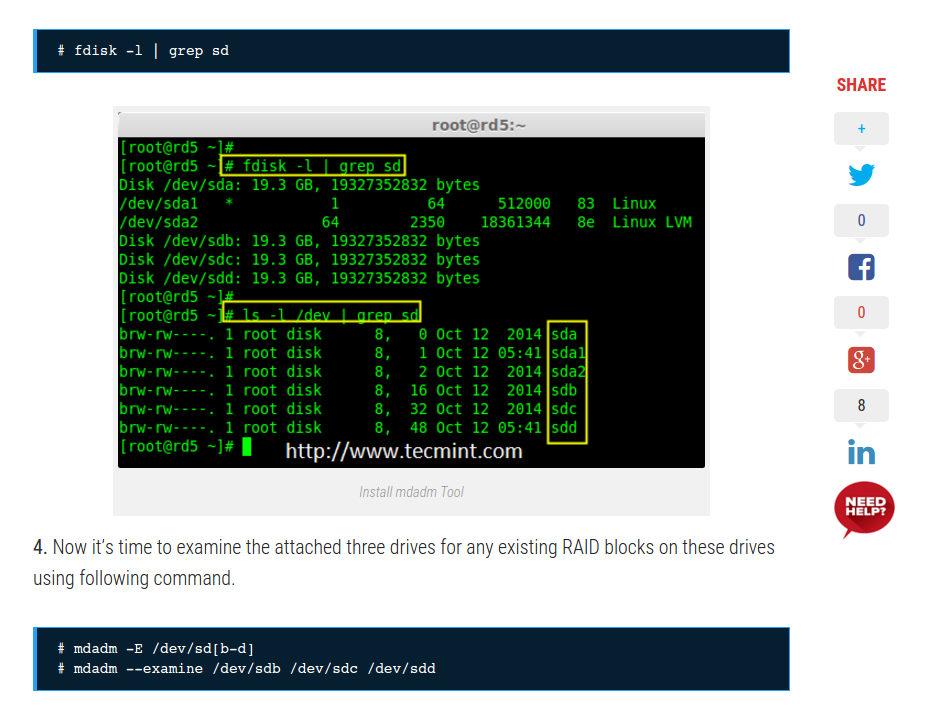 # fdisk -l | grep sd
root@rd5:~
[root@rd5 ~]#
[root@rd5 ~]# fdisk -l | grep sd
Disk /dev/sda: 19.3 GB, 19327352832 bytes
/dev/sda1   *           1          64      512000   83  Linux
/dev/sda2              64        2350    18361344   8e  Linux LVM
Disk /dev/sdb: 19.3 GB, 19327352832 bytes
Disk /dev/sdc: 19.3 GB, 19327352832 bytes
Disk /dev/sdd: 19.3 GB, 19327352832 bytes
[root@rd5 ~]#
[root@rd5 ~]# ls -l /dev | grep sd
brw-rw----. 1 root disk      8,   0 Oct 12  2014 sda
brw-rw----. 1 root disk      8,   1 Oct 12 05:41 sda1
brw-rw----. 1 root disk      8,   2 Oct 12  2014 sda2
brw-rw----. 1 root disk      8,  16 Oct 12  2014 sdb
brw-rw----. 1 root disk      8,  32 Oct 12  2014 sdc
brw-rw----. 1 root disk      8,  48 Oct 12 05:41 sdd
[root@rd5 ~]#
http://www.tecmint.com
Install mdadm Tool
4. Now it’s time to examine the attached three drives for any existing RAID blocks on these drives
using following command.
# mdadm -E /dev/sd[b-d]
# mdadm --examine /dev/sdb /dev/sdc /dev/sdd
SHARE
+
0
f
0
g+
8
in
NEED
HELP?